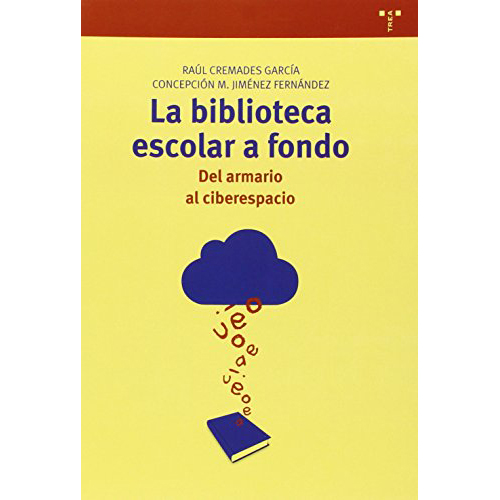 TREA
RAÚL CREMADES GARCÍA
CONCEPCIÓN M. JIMÉNEZ FERNÁNDEZ
La biblioteca
escolar a fondo
Del armario
al ciberespacio